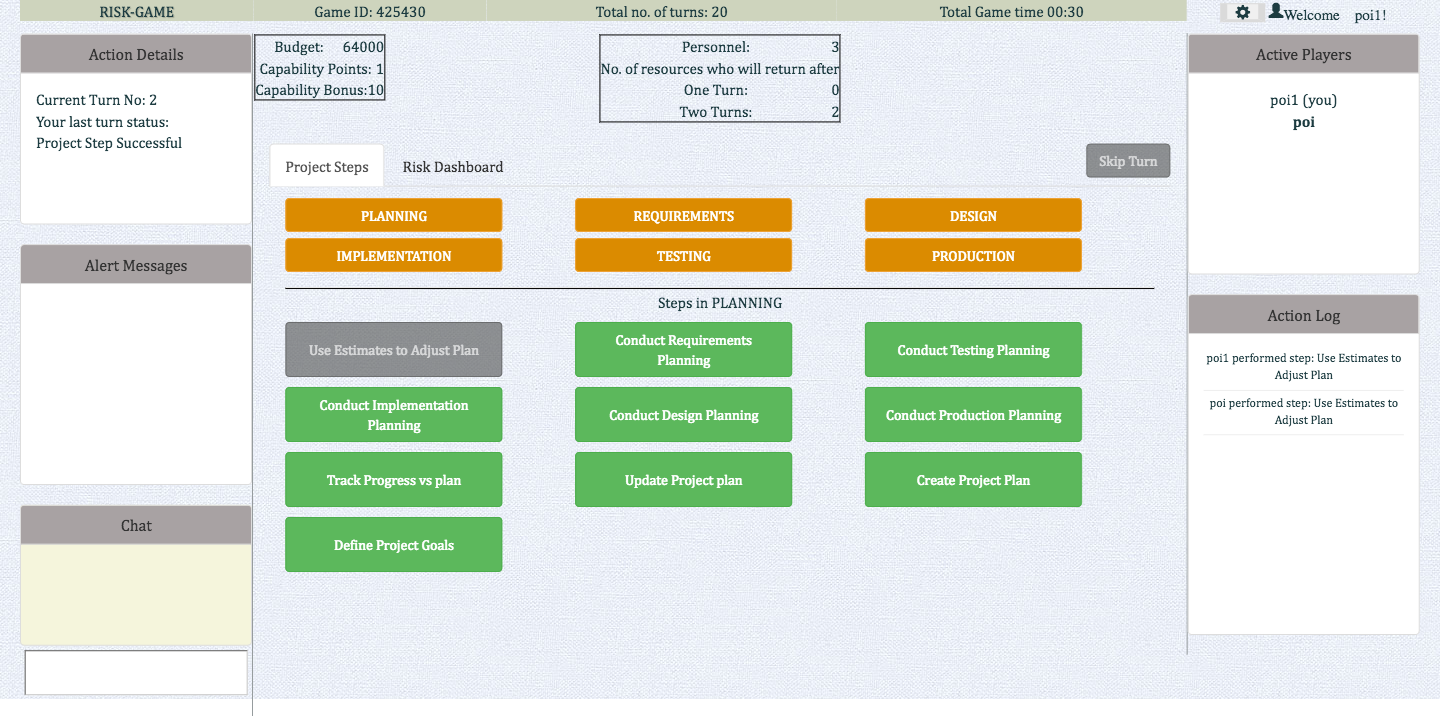 RISK-GAME
Game ID: 425430
Total no. of turns: 20
Total Game time 00:30
Welcome poi1!
Action Details
Current Turn No: 2
Your last turn status:
Project Step Successful
Alert Messages
Chat
Budget: 64000
Capability Points: 1
Capability Bonus:10
Personnel: 3
No. of resources who will return after
One Turn: 0
Two Turns: 2
Project Steps
Risk Dashboard
Skip Turn
PLANNING
REQUIREMENTS
DESIGN
IMPLEMENTATION
TESTING
PRODUCTION
Steps in PLANNING
Use Estimates to Adjust Plan
Conduct Requirements
Planning
Conduct Testing Planning
Conduct Implementation
Planning
Conduct Design Planning
Conduct Production Planning
Track Progress vs plan
Update Project plan
Create Project Plan
Define Project Goals
Active Players
poi1 (you)
poi
Action Log
poi1 performed step: Use Estimates to
Adjust Plan
poi performed step: Use Estimates to
Adjust Plan